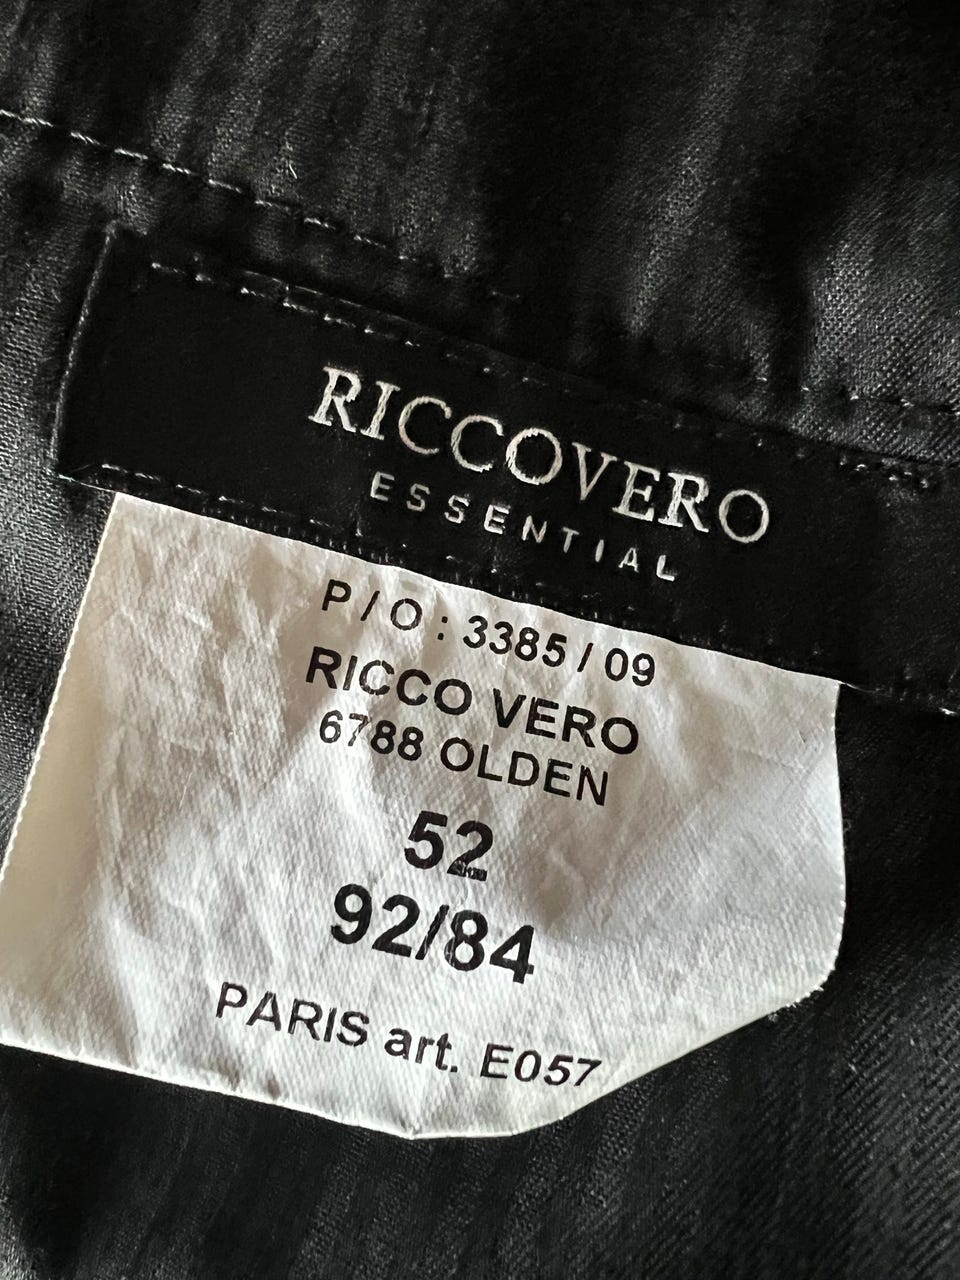 RICCOVERO
ESSENTIAL
P/O : 3385 / 09
RICCO VERO
6788 OLDEN
52
92/84
PARIS art. E057